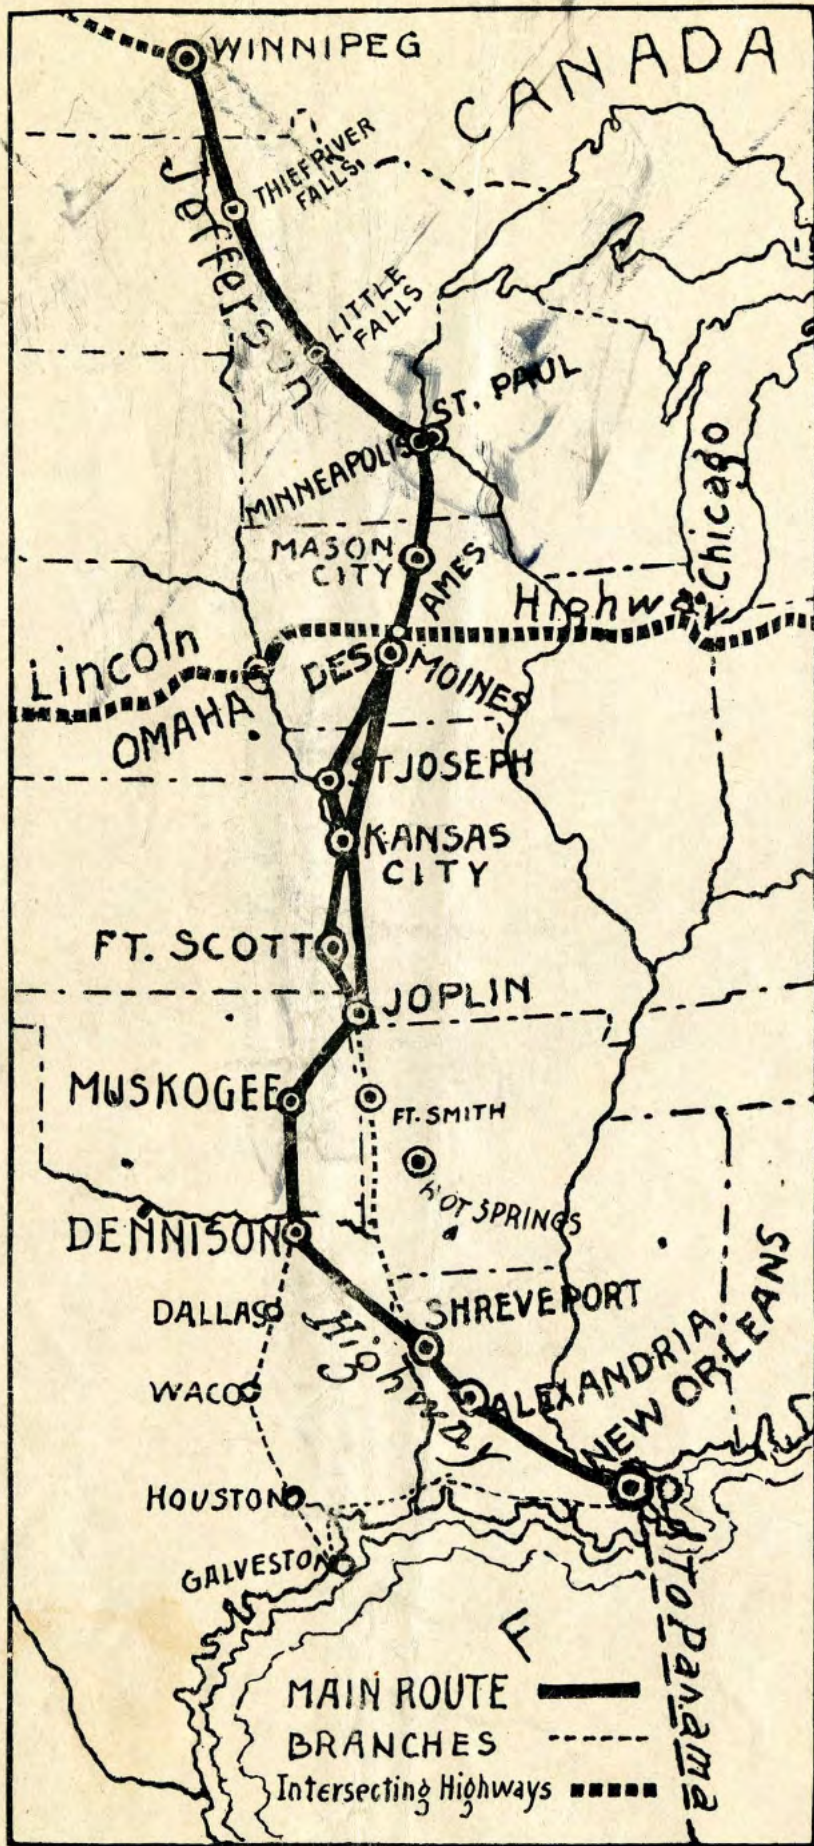 WINNIPEG
CANADA
THIEF RIVER
FALLS,
Jefferson
LITTLE
FALLS
ST. PAUL
MINNEAPOLIS
Chicago
MASON
CITY
AMES
Highway
Lincoln
DES MOINES
OMAHA
ST JOSEPH
KANSAS
CITY
FT. SCOTT
JOPLIN
MUSKOGEE
FT. SMITH
HOT SPRINGS
DENNISON
SHREVEPORT
DALLAS
Highway
WACO
ALEXANDRIA
NEW ORLEANS
HOUSTON
GALVESTON
To Panama
F
MAIN ROUTE
BRANCHES
Intersecting Highways